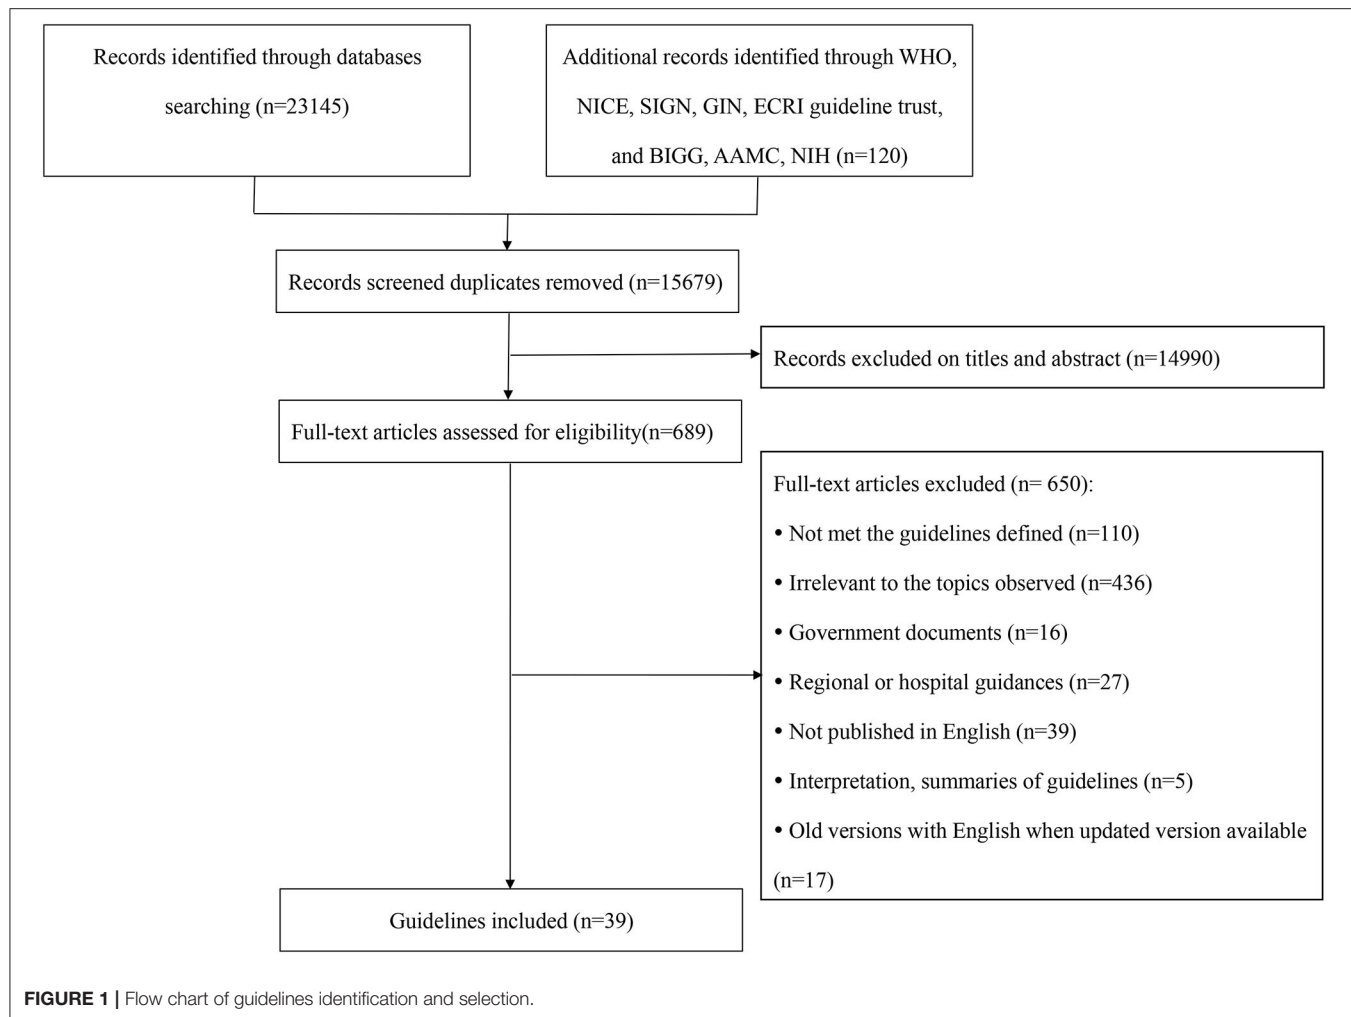 Records identified through databases
searching (n=23145)
Additional records identified through WHO,
NICE, SIGN, GIN, ECRI guideline trust,
and BIGG, AAMC, NIH (n=120)
Records screened duplicates removed (n=15679)
Records excluded on titles and abstract (n=14990)
Full-text articles assessed for eligibility(n=689)
Full-text articles excluded (n= 650):
• Not met the guidelines defined (n=110)
• Irrelevant to the topics observed (n=436)
• Government documents (n=16)
• Regional or hospital guidances (n=27)
• Not published in English (n=39)
• Interpretation, summaries of guidelines (n=5)
• Old versions with English when updated version available
(n=17)
Guidelines included (n=39)
FIGURE 1 | Flow chart of guidelines identification and selection.